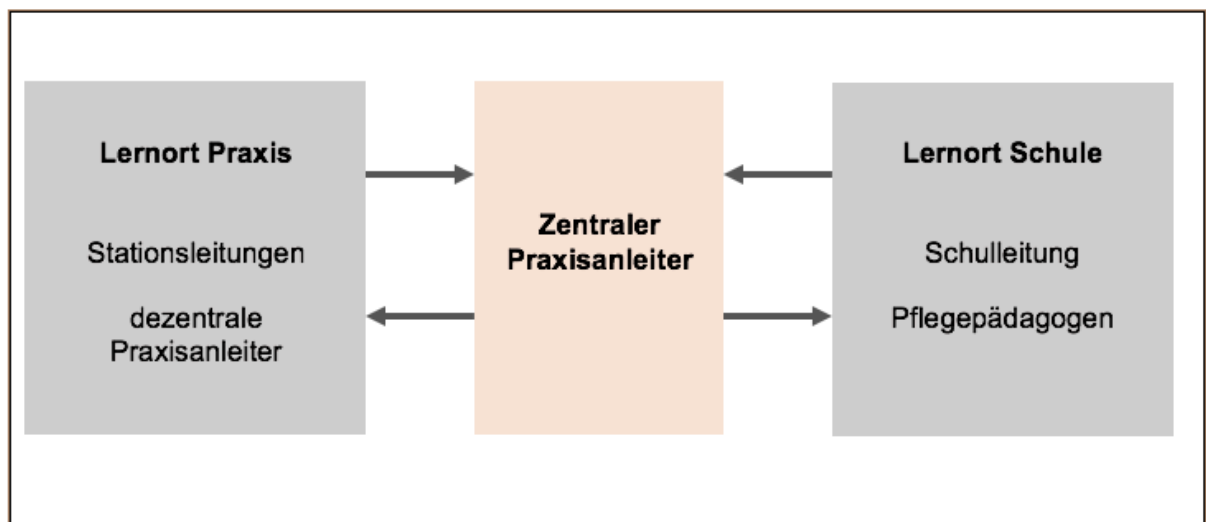 Lernort Praxis
Stationsleitungen
dezentrale
Praxisanleiter
Zentraler
Praxisanleiter
Lernort Schule
Schulleitung
Pflegepädagogen